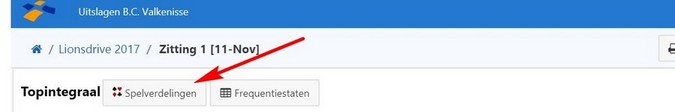 Uitslagen B.C. Valkenisse
/ Lionsdrive 2017 / Zitting 1 [11-Nov]
Topintegraal Spelverdelingen Frequentiestaten